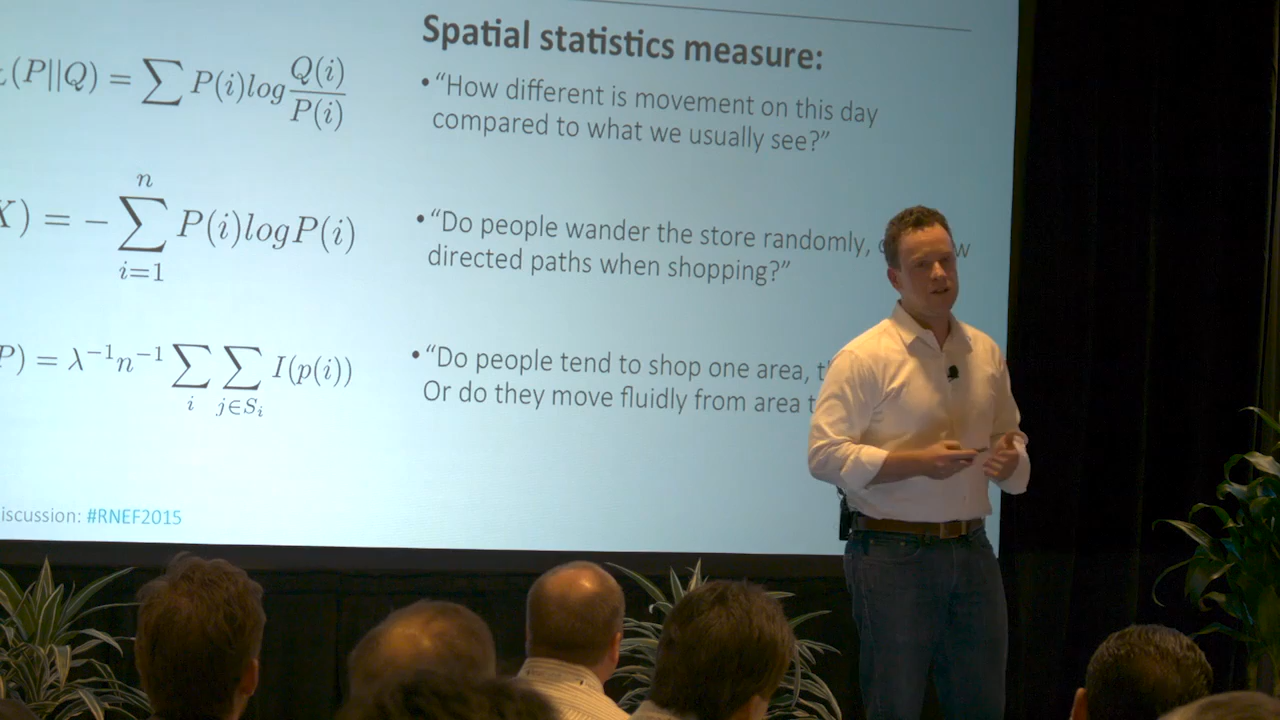 Spatial statistics measure:
(P||Q) = ∑ P(i)log Q(i)/P(i)
• "How different is movement on this day
compared to what we usually see?"
X) = − ∑_{i=1}^{n} P(i)logP(i)
• "Do people wander the store randomly,
directed paths when shopping?"
P) = λ⁻¹n⁻¹ ∑_{i} ∑_{j∈S_i} I(p(i))
• "Do people tend to shop one area,
Or do they move fluidly from area
iscussion: #RNEF2015